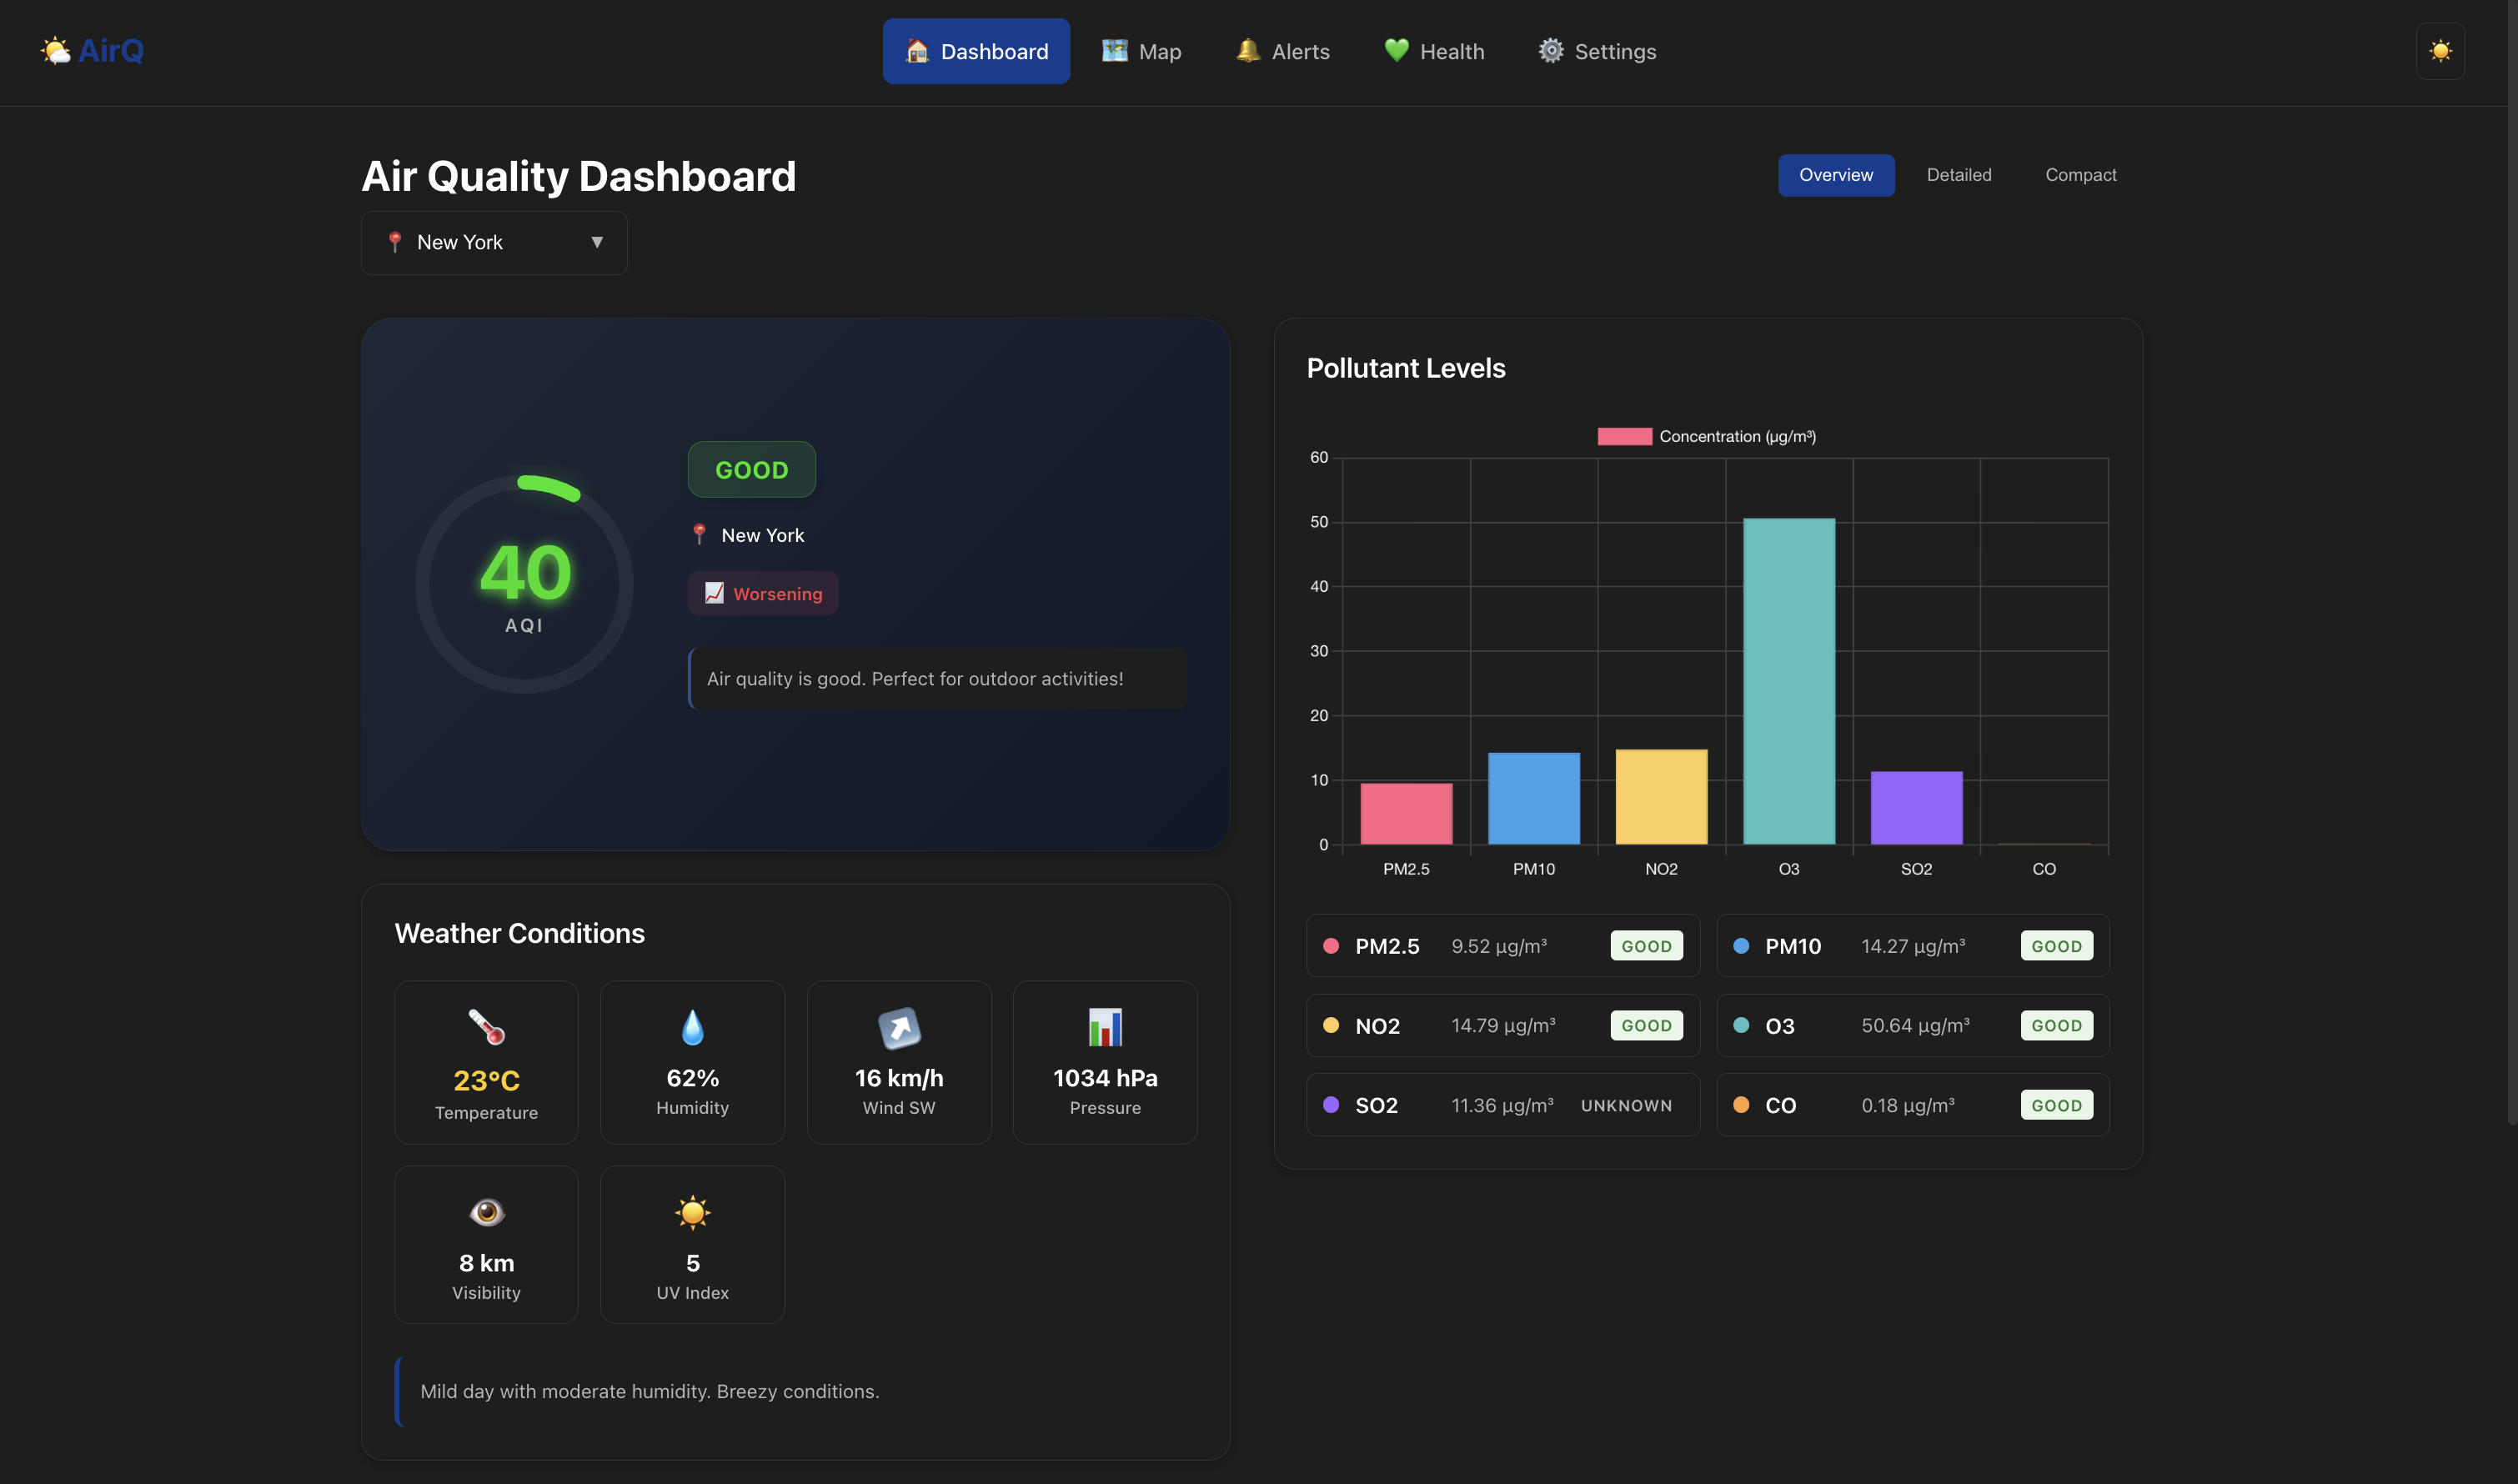 AirQ
Dashboard
Map
Alerts
Health
Settings
Air Quality Dashboard
Overview
Detailed
Compact
New York
40
AQI
GOOD
New York
Worsening
Air quality is good. Perfect for outdoor activities!
Pollutant Levels
Concentration (µg/m³)
60
50
40
30
20
10
0
PM2.5
PM10
NO2
O3
SO2
CO
PM2.5 9.52 µg/m³ GOOD
PM10 14.27 µg/m³ GOOD
NO2 14.79 µg/m³ GOOD
O3 50.64 µg/m³ GOOD
SO2 11.36 µg/m³ UNKNOWN
CO 0.18 µg/m³ GOOD
Weather Conditions
23°C
Temperature
62%
Humidity
16 km/h
Wind SW
1034 hPa
Pressure
8 km
Visibility
5
UV Index
Mild day with moderate humidity. Breezy conditions.